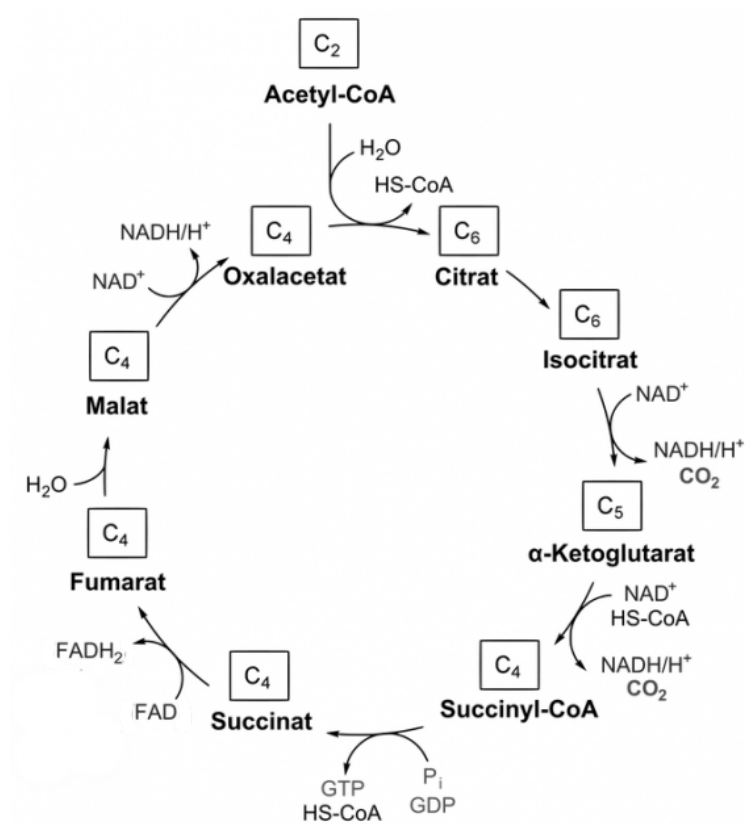 C₂
Acetyl-CoA
H₂O
HS-CoA
C₄
Oxalacetat
C₆
Citrat
C₆
Isocitrat
NAD⁺
NADH/H⁺
CO₂
C₅
α-Ketoglutarat
NAD⁺
HS-CoA
NADH/H⁺
CO₂
C₄
Succinyl-CoA
Pᵢ
GDP
GTP
HS-CoA
C₄
Succinat
FAD
FADH₂
C₄
Fumarat
H₂O
C₄
Malat
NAD⁺
NADH/H⁺